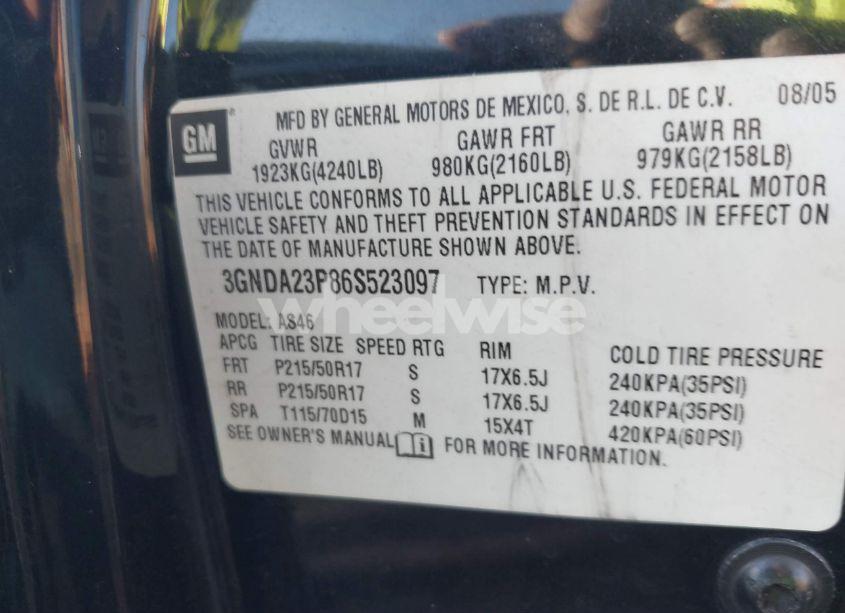 GM
MFD BY GENERAL MOTORS DE MEXICO, S. DE R.L. DE C.V. 08/05
GVWR GAWR FRT GAWR RR
1923KG(4240LB) 980KG(2160LB) 979KG(2158LB)
THIS VEHICLE CONFORMS TO ALL APPLICABLE U.S. FEDERAL MOTOR
VEHICLE SAFETY AND THEFT PREVENTION STANDARDS IN EFFECT ON
THE DATE OF MANUFACTURE SHOWN ABOVE.
3GNDA23P86S523097 TYPE: M.P.V.
wheelwise
MODEL: AS46
APCG TIRE SIZE SPEED RTG RIM COLD TIRE PRESSURE
FRT P215/50R17 S 17X6.5J 240KPA(35PSI)
RR P215/50R17 S 17X6.5J 240KPA(35PSI)
SPA T115/70D15 M 15X4T 420KPA(60PSI)
SEE OWNER'S MANUAL i FOR MORE INFORMATION.